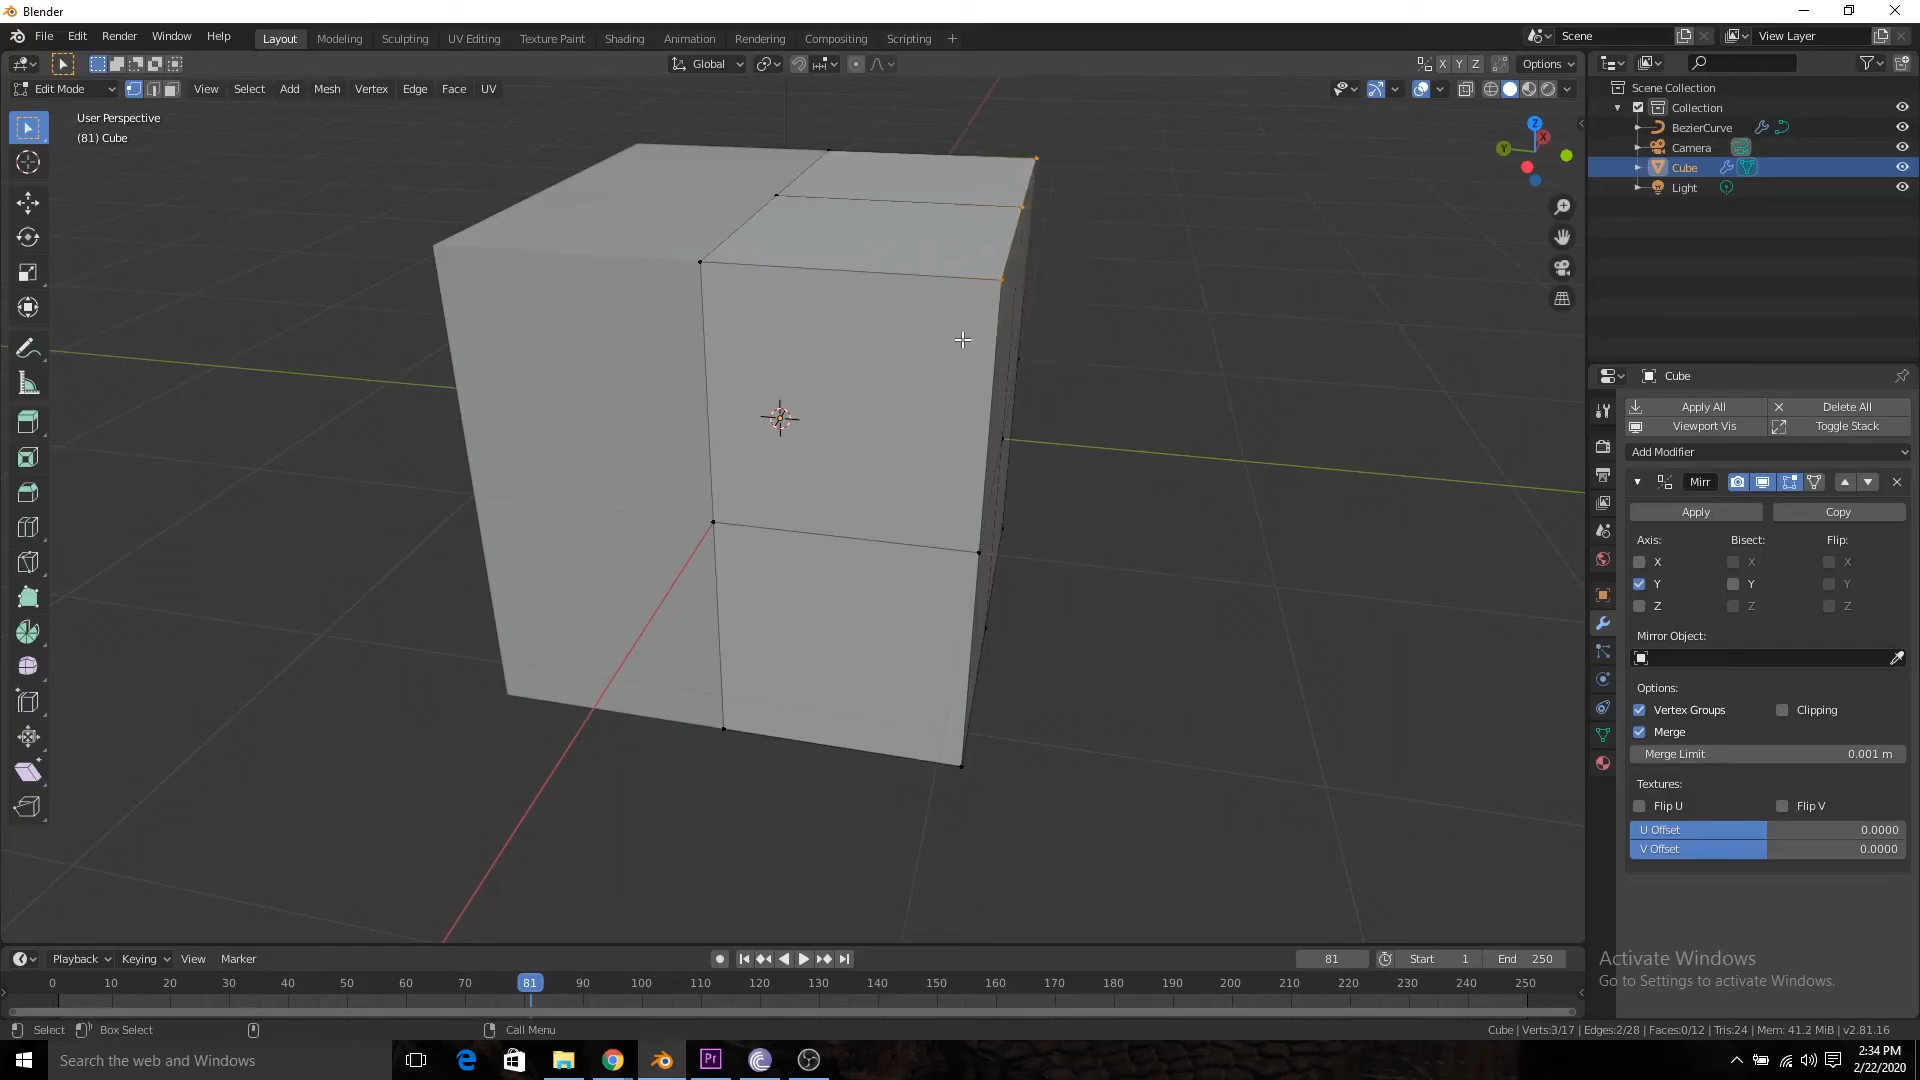 Blender
File Edit Render Window Help
Layout Modeling Sculpting UV Editing Texture Paint Shading Animation Rendering Compositing Scripting +
Scene
View Layer
Global
X Y Z
Options
Edit Mode
View Select Add Mesh Vertex Edge Face UV
User Perspective
(81) Cube
Z
X
Y
Scene Collection
Collection
BezierCurve
Camera
Cube
Light
Cube
Apply All
Delete All
Viewport Vis
Toggle Stack
Add Modifier
Mirr
Apply
Copy
Axis: Bisect: Flip:
X X X
Y Y Y
Z Z Z
Mirror Object:
Options:
Vertex Groups
Clipping
Merge
Merge Limit 0.001 m
Textures:
Flip U
Flip V
U Offset 0.0000
V Offset 0.0000
Activate Windows
Go to Settings to activate Windows.
Playback Keying View Marker
81
Start 1
End 250
0 10 20 30 40 50 60 70 81 90 100 110 120 130 140 150 160 170 180 190 200 210 220 230 240 250
Select
Box Select
Call Menu
Cube | Verts:3/17 | Edges:2/28 | Faces:0/12 | Tris:24 | Mem: 41.2 MiB | v2.81.16
Search the web and Windows
Pr
2:34 PM
2/22/2020